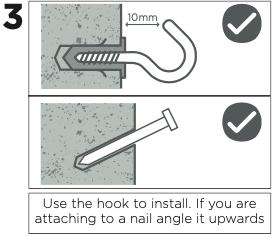 3
10mm
Use the hook to install. If you are
attaching to a nail angle it upwards